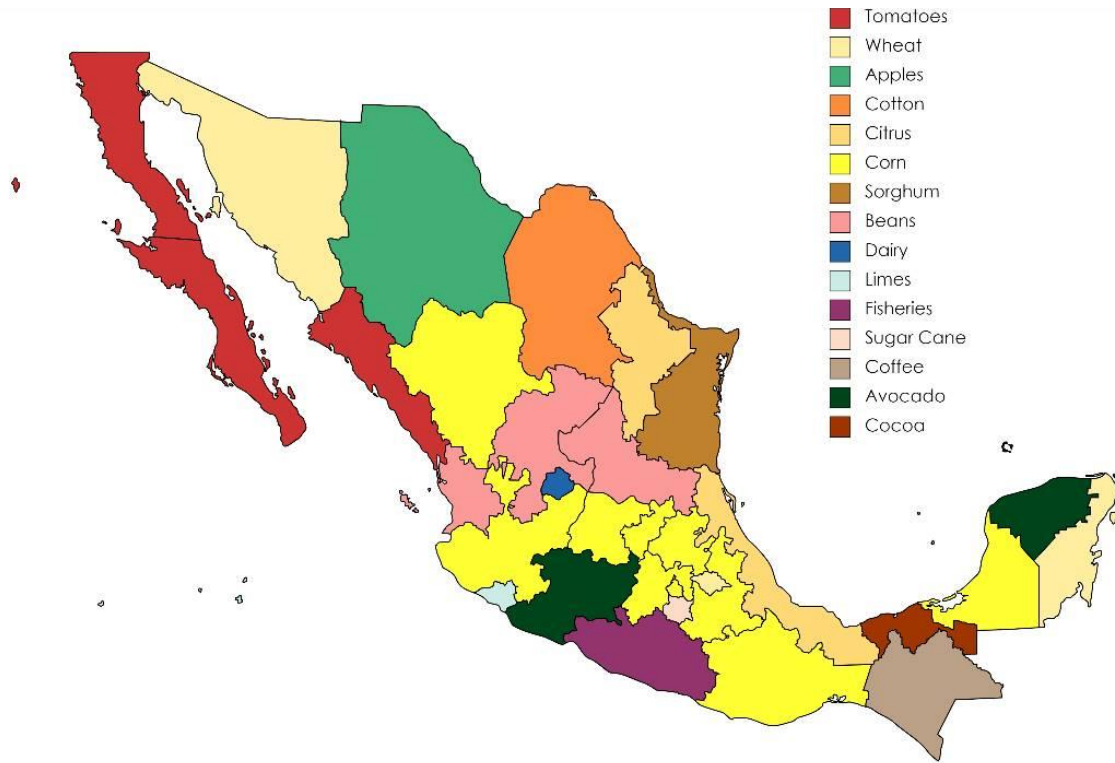 Tomatoes
Wheat
Apples
Cotton
Citrus
Corn
Sorghum
Beans
Dairy
Limes
Fisheries
Sugar Cane
Coffee
Avocado
Cocoa